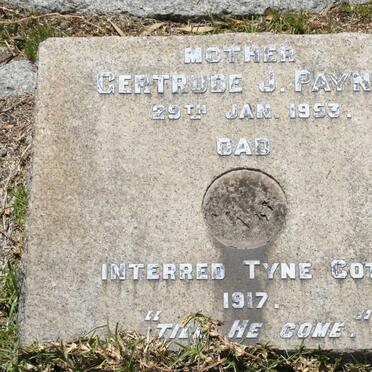 MOTHER
GERTRUDE J. PAYN
29TH JAN. 1953.
DAD
INTERRED TYNE COT
1917.
"TILL HE COME."